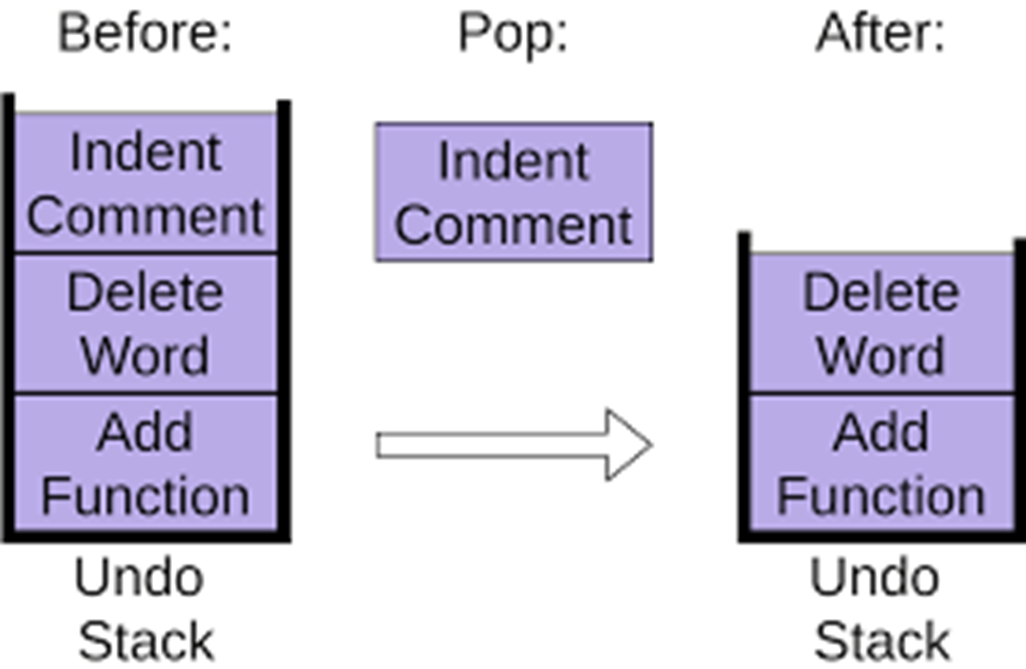 Before:
Pop:
After:
Indent
Comment
Delete
Word
Add
Function
Undo
Stack
Indent
Comment
Delete
Word
Add
Function
Undo
Stack